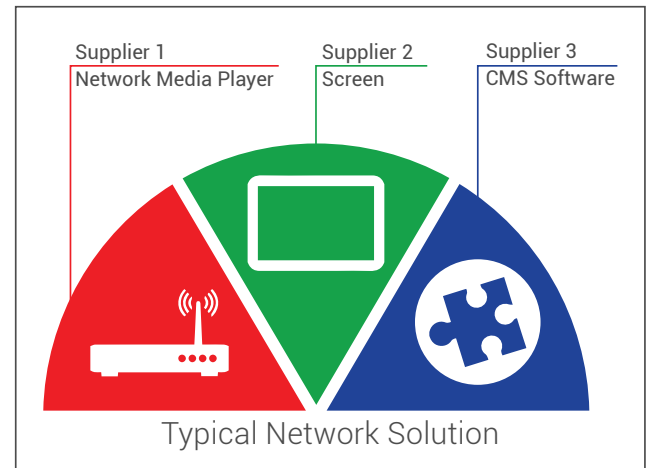 Supplier 1
Network Media Player
Supplier 2
Screen
Supplier 3
CMS Software
Typical Network Solution